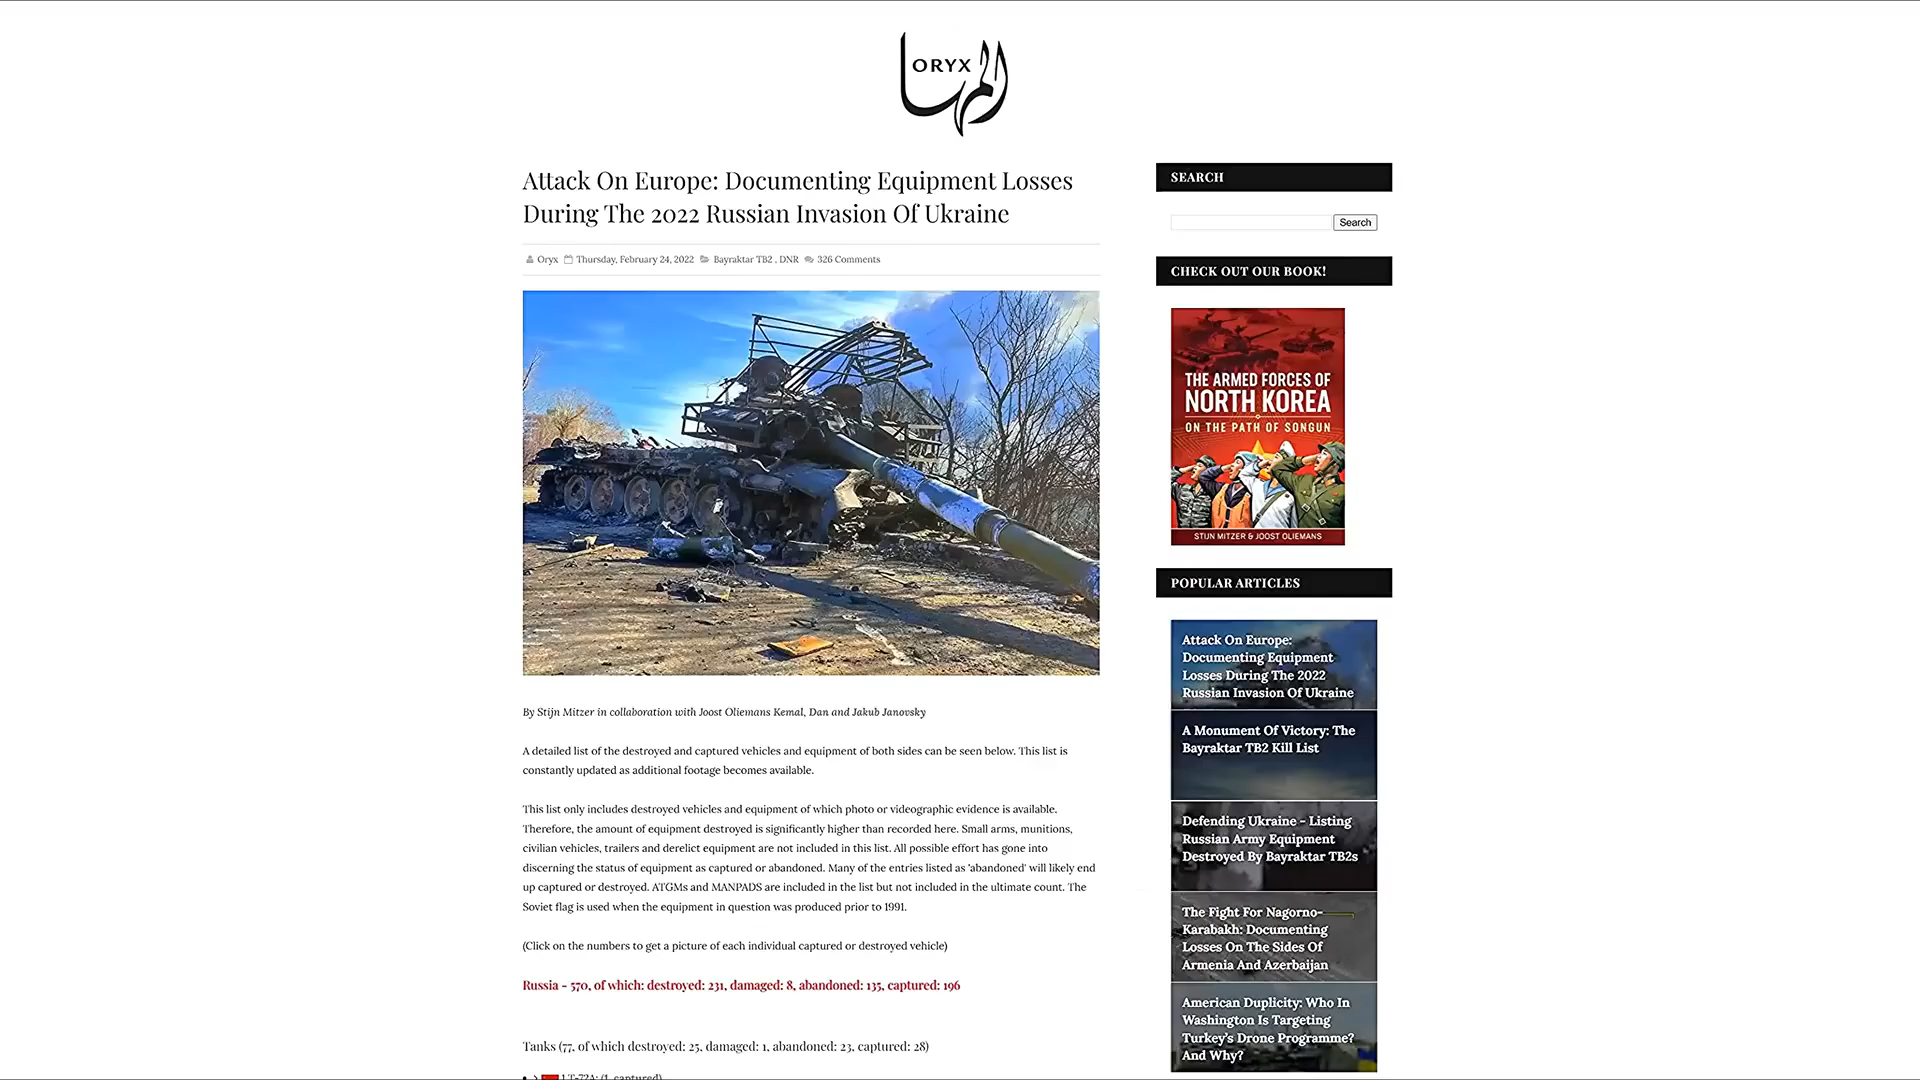 ORYX
المها
Attack On Europe: Documenting Equipment Losses
During The 2022 Russian Invasion Of Ukraine
Oryx Thursday, February 24, 2022 Bayraktar TB2 , DNR 326 Comments
By Stijn Mitzer in collaboration with Joost Oliemans Kemal, Dan and Jakub Janovsky
A detailed list of the destroyed and captured vehicles and equipment of both sides can be seen below. This list is
constantly updated as additional footage becomes available.
This list only includes destroyed vehicles and equipment of which photo or videographic evidence is available.
Therefore, the amount of equipment destroyed is significantly higher than recorded here. Small arms, munitions,
civilian vehicles, trailers and derelict equipment are not included in this list. All possible effort has gone into
discerning the status of equipment as captured or abandoned. Many of the entries listed as 'abandoned' will likely end
up captured or destroyed. ATGMs and MANPADS are included in the list but not included in the ultimate count. The
Soviet flag is used when the equipment in question was produced prior to 1991.
(Click on the numbers to get a picture of each individual captured or destroyed vehicle)
Russia - 570, of which: destroyed: 231, damaged: 8, abandoned: 135, captured: 196
Tanks (77, of which destroyed: 25, damaged: 1, abandoned: 23, captured: 28)
1 T-72A: (1, captured)
SEARCH
Search
CHECK OUT OUR BOOK!
THE ARMED FORCES OF
NORTH KOREA
ON THE PATH OF SONGUN
STIJN MITZER & JOOST OLIEMANS
POPULAR ARTICLES
Attack On Europe:
Documenting Equipment
Losses During The 2022
Russian Invasion Of Ukraine
A Monument Of Victory: The
Bayraktar TB2 Kill List
Defending Ukraine - Listing
Russian Army Equipment
Destroyed By Bayraktar TB2s
The Fight For Nagorno-
Karabakh: Documenting
Losses On The Sides Of
Armenia And Azerbaijan
American Duplicity: Who In
Washington Is Targeting
Turkey's Drone Programme?
And Why?